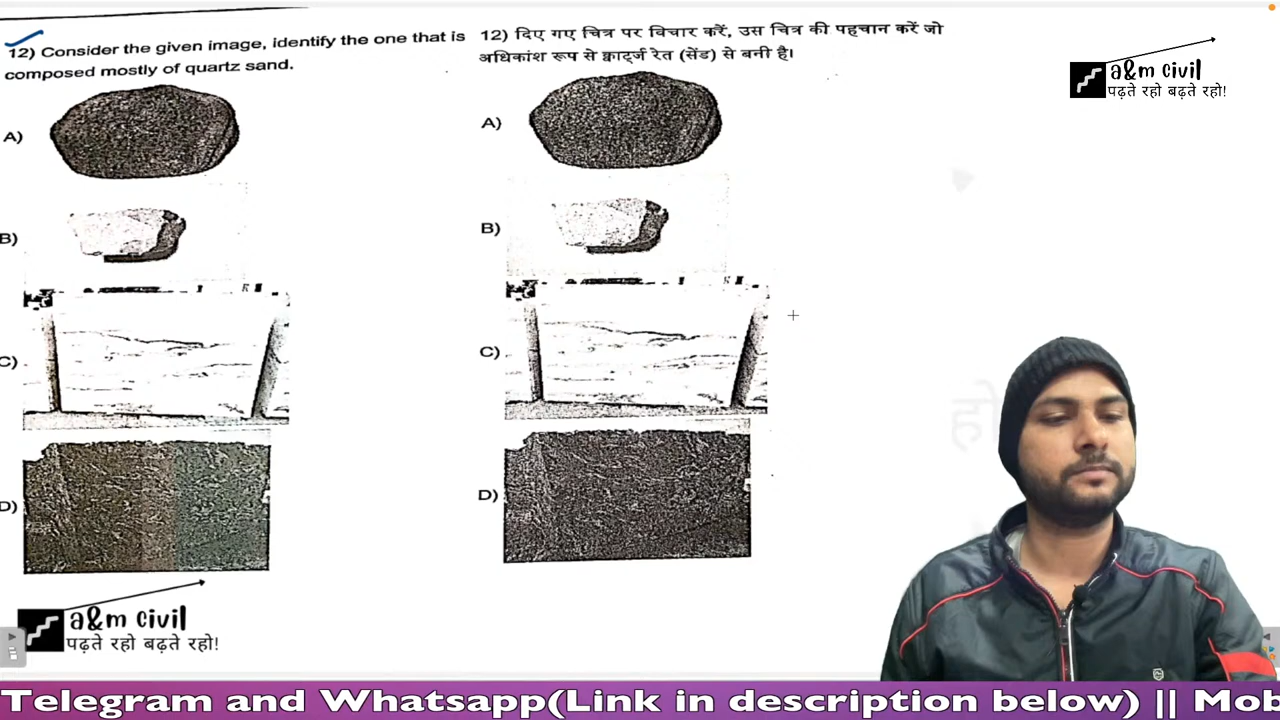 12) Consider the given image, identify the one that is
composed mostly of quartz sand.
A)
B)
C)
D)
a&m civil
पढ़ते रहो बढ़ते रहो!
12) दिए गए चित्र पर विचार करें, उस चित्र की पहचान करें जो
अधिकांश रूप से क्वार्ट्ज रेत (सेंड) से बनी है।
A)
B)
C)
D)
a&m civil
पढ़ते रहो बढ़ते रहो!
Telegram and Whatsapp(Link in description below) || Mob